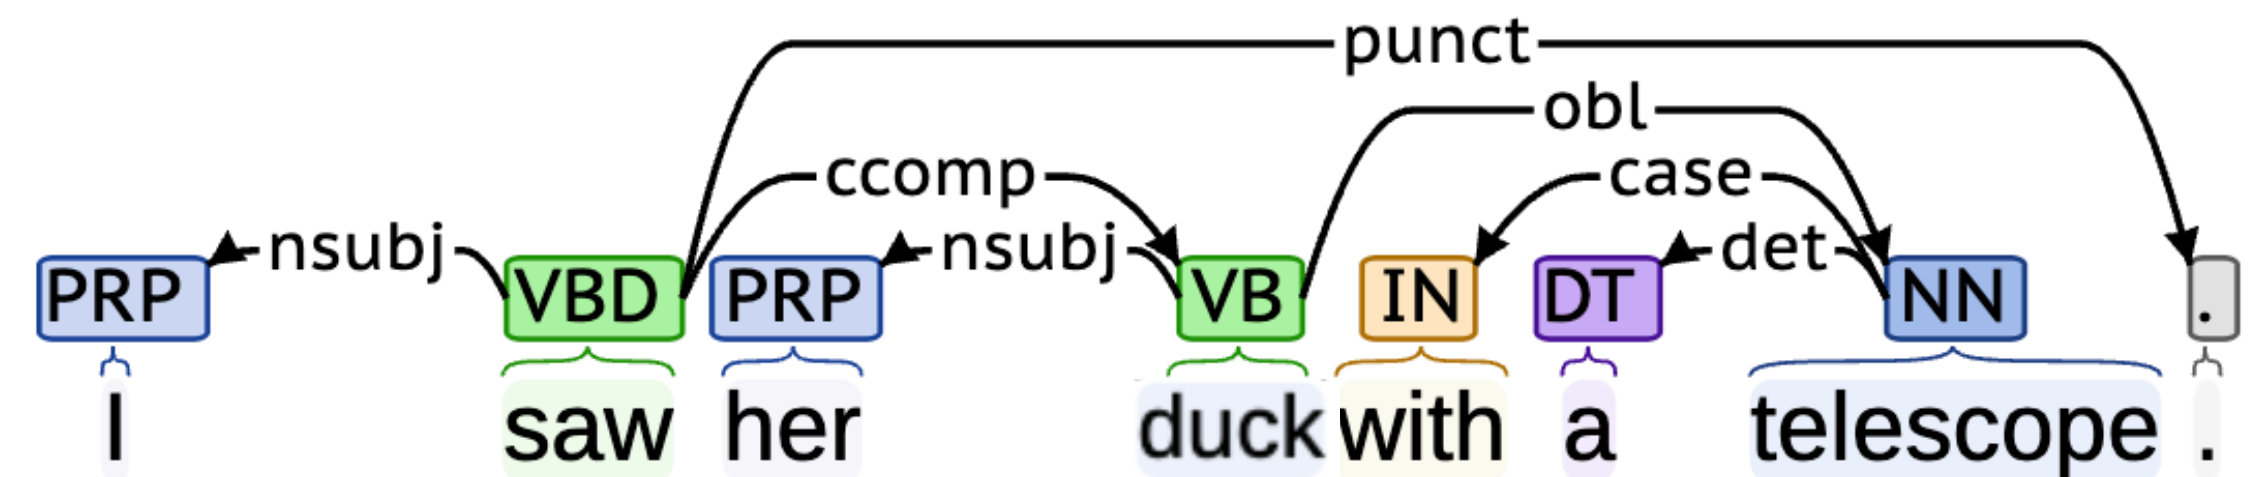 punct
obl
ccomp case
nsubj nsubj det
PRP VBD PRP VB IN DT NN .
I saw her duck with a telescope .